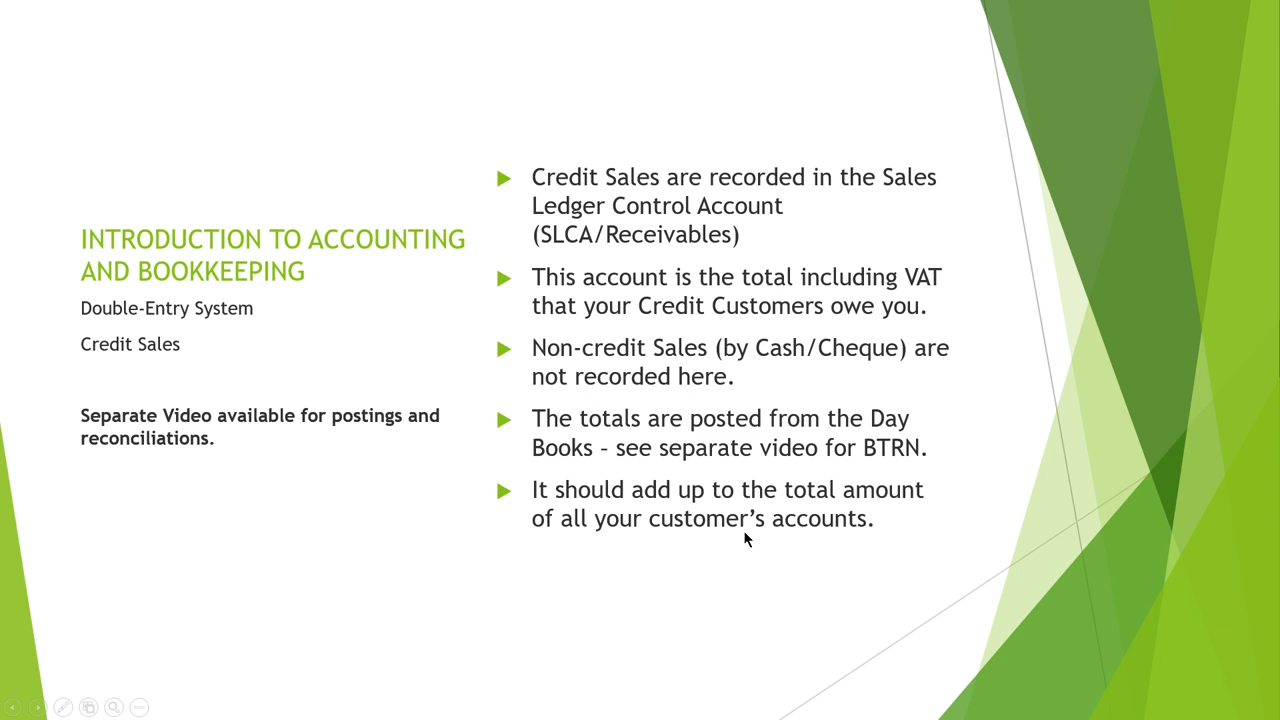 INTRODUCTION TO ACCOUNTING
AND BOOKKEEPING
Double-Entry System
Credit Sales
Separate Video available for postings and
reconciliations.
Credit Sales are recorded in the Sales
Ledger Control Account
(SLCA/Receivables)
This account is the total including VAT
that your Credit Customers owe you.
Non-credit Sales (by Cash/Cheque) are
not recorded here.
The totals are posted from the Day
Books – see separate video for BTRN.
It should add up to the total amount
of all your customer’s accounts.